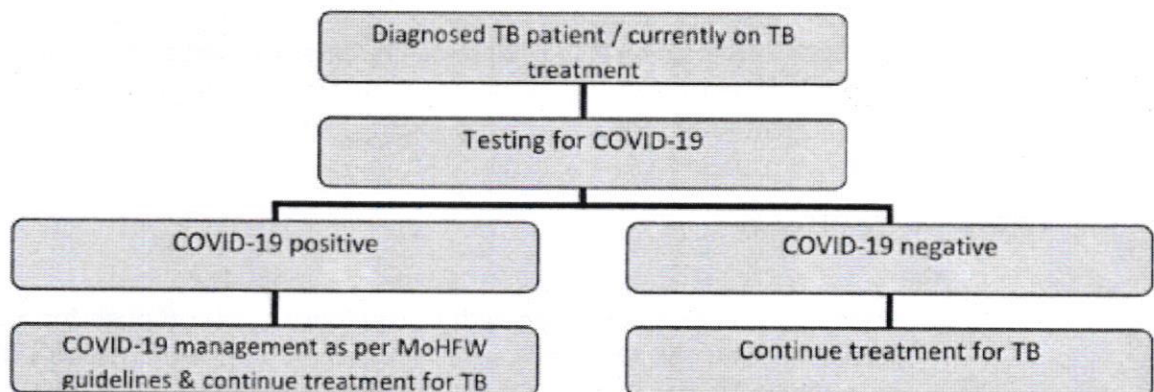 Diagnosed TB patient / currently on TB
treatment
Testing for COVID-19
COVID-19 positive
COVID-19 negative
COVID-19 management as per MoHFW
guidelines & continue treatment for TB
Continue treatment for TB